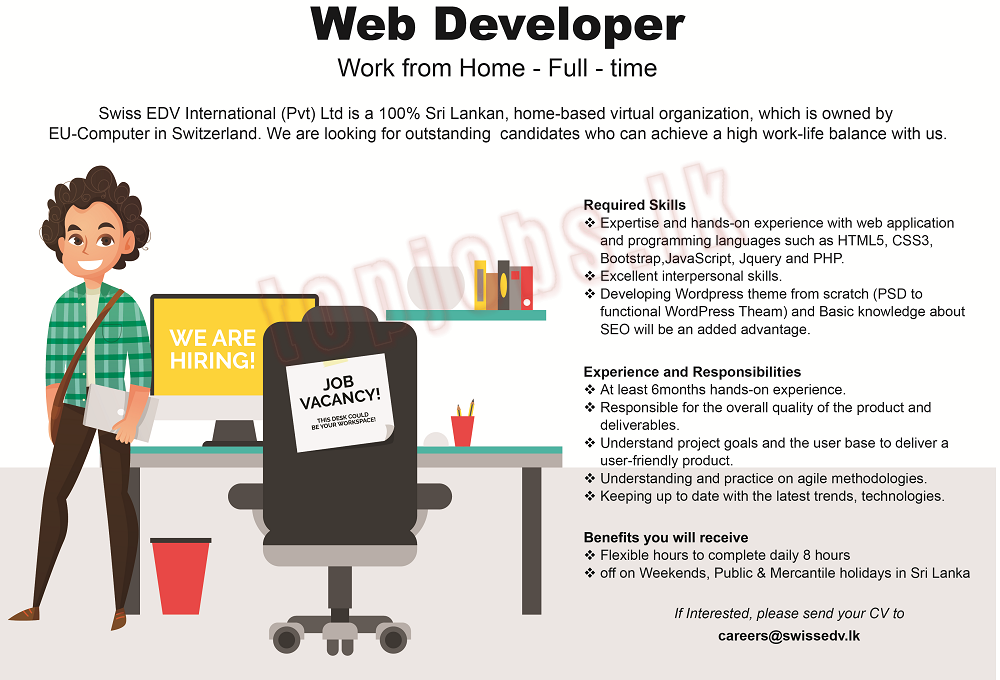 Web Developer
Work from Home - Full - time
Swiss EDV International (Pvt) Ltd is a 100% Sri Lankan, home-based virtual organization, which is owned by
EU-Computer in Switzerland. We are looking for outstanding  candidates who can achieve a high work-life balance with us.
topjobs.lk
WE ARE
HIRING!
JOB
VACANCY!
THIS DESK COULD
BE YOUR WORKSPACE!
Required Skills
❖ Expertise and hands-on experience with web application
and programming languages such as HTML5, CSS3,
Bootstrap,JavaScript, Jquery and PHP.
❖ Excellent interpersonal skills.
❖ Developing Wordpress theme from scratch (PSD to
functional WordPress Theam) and Basic knowledge about
SEO will be an added advantage.
Experience and Responsibilities
❖ At least 6months hands-on experience.
❖ Responsible for the overall quality of the product and
deliverables.
❖ Understand project goals and the user base to deliver a
user-friendly product.
❖ Understanding and practice on agile methodologies.
❖ Keeping up to date with the latest trends, technologies.
Benefits you will receive
❖ Flexible hours to complete daily 8 hours
❖ off on Weekends, Public & Mercantile holidays in Sri Lanka
If Interested, please send your CV to
careers@swissedv.lk